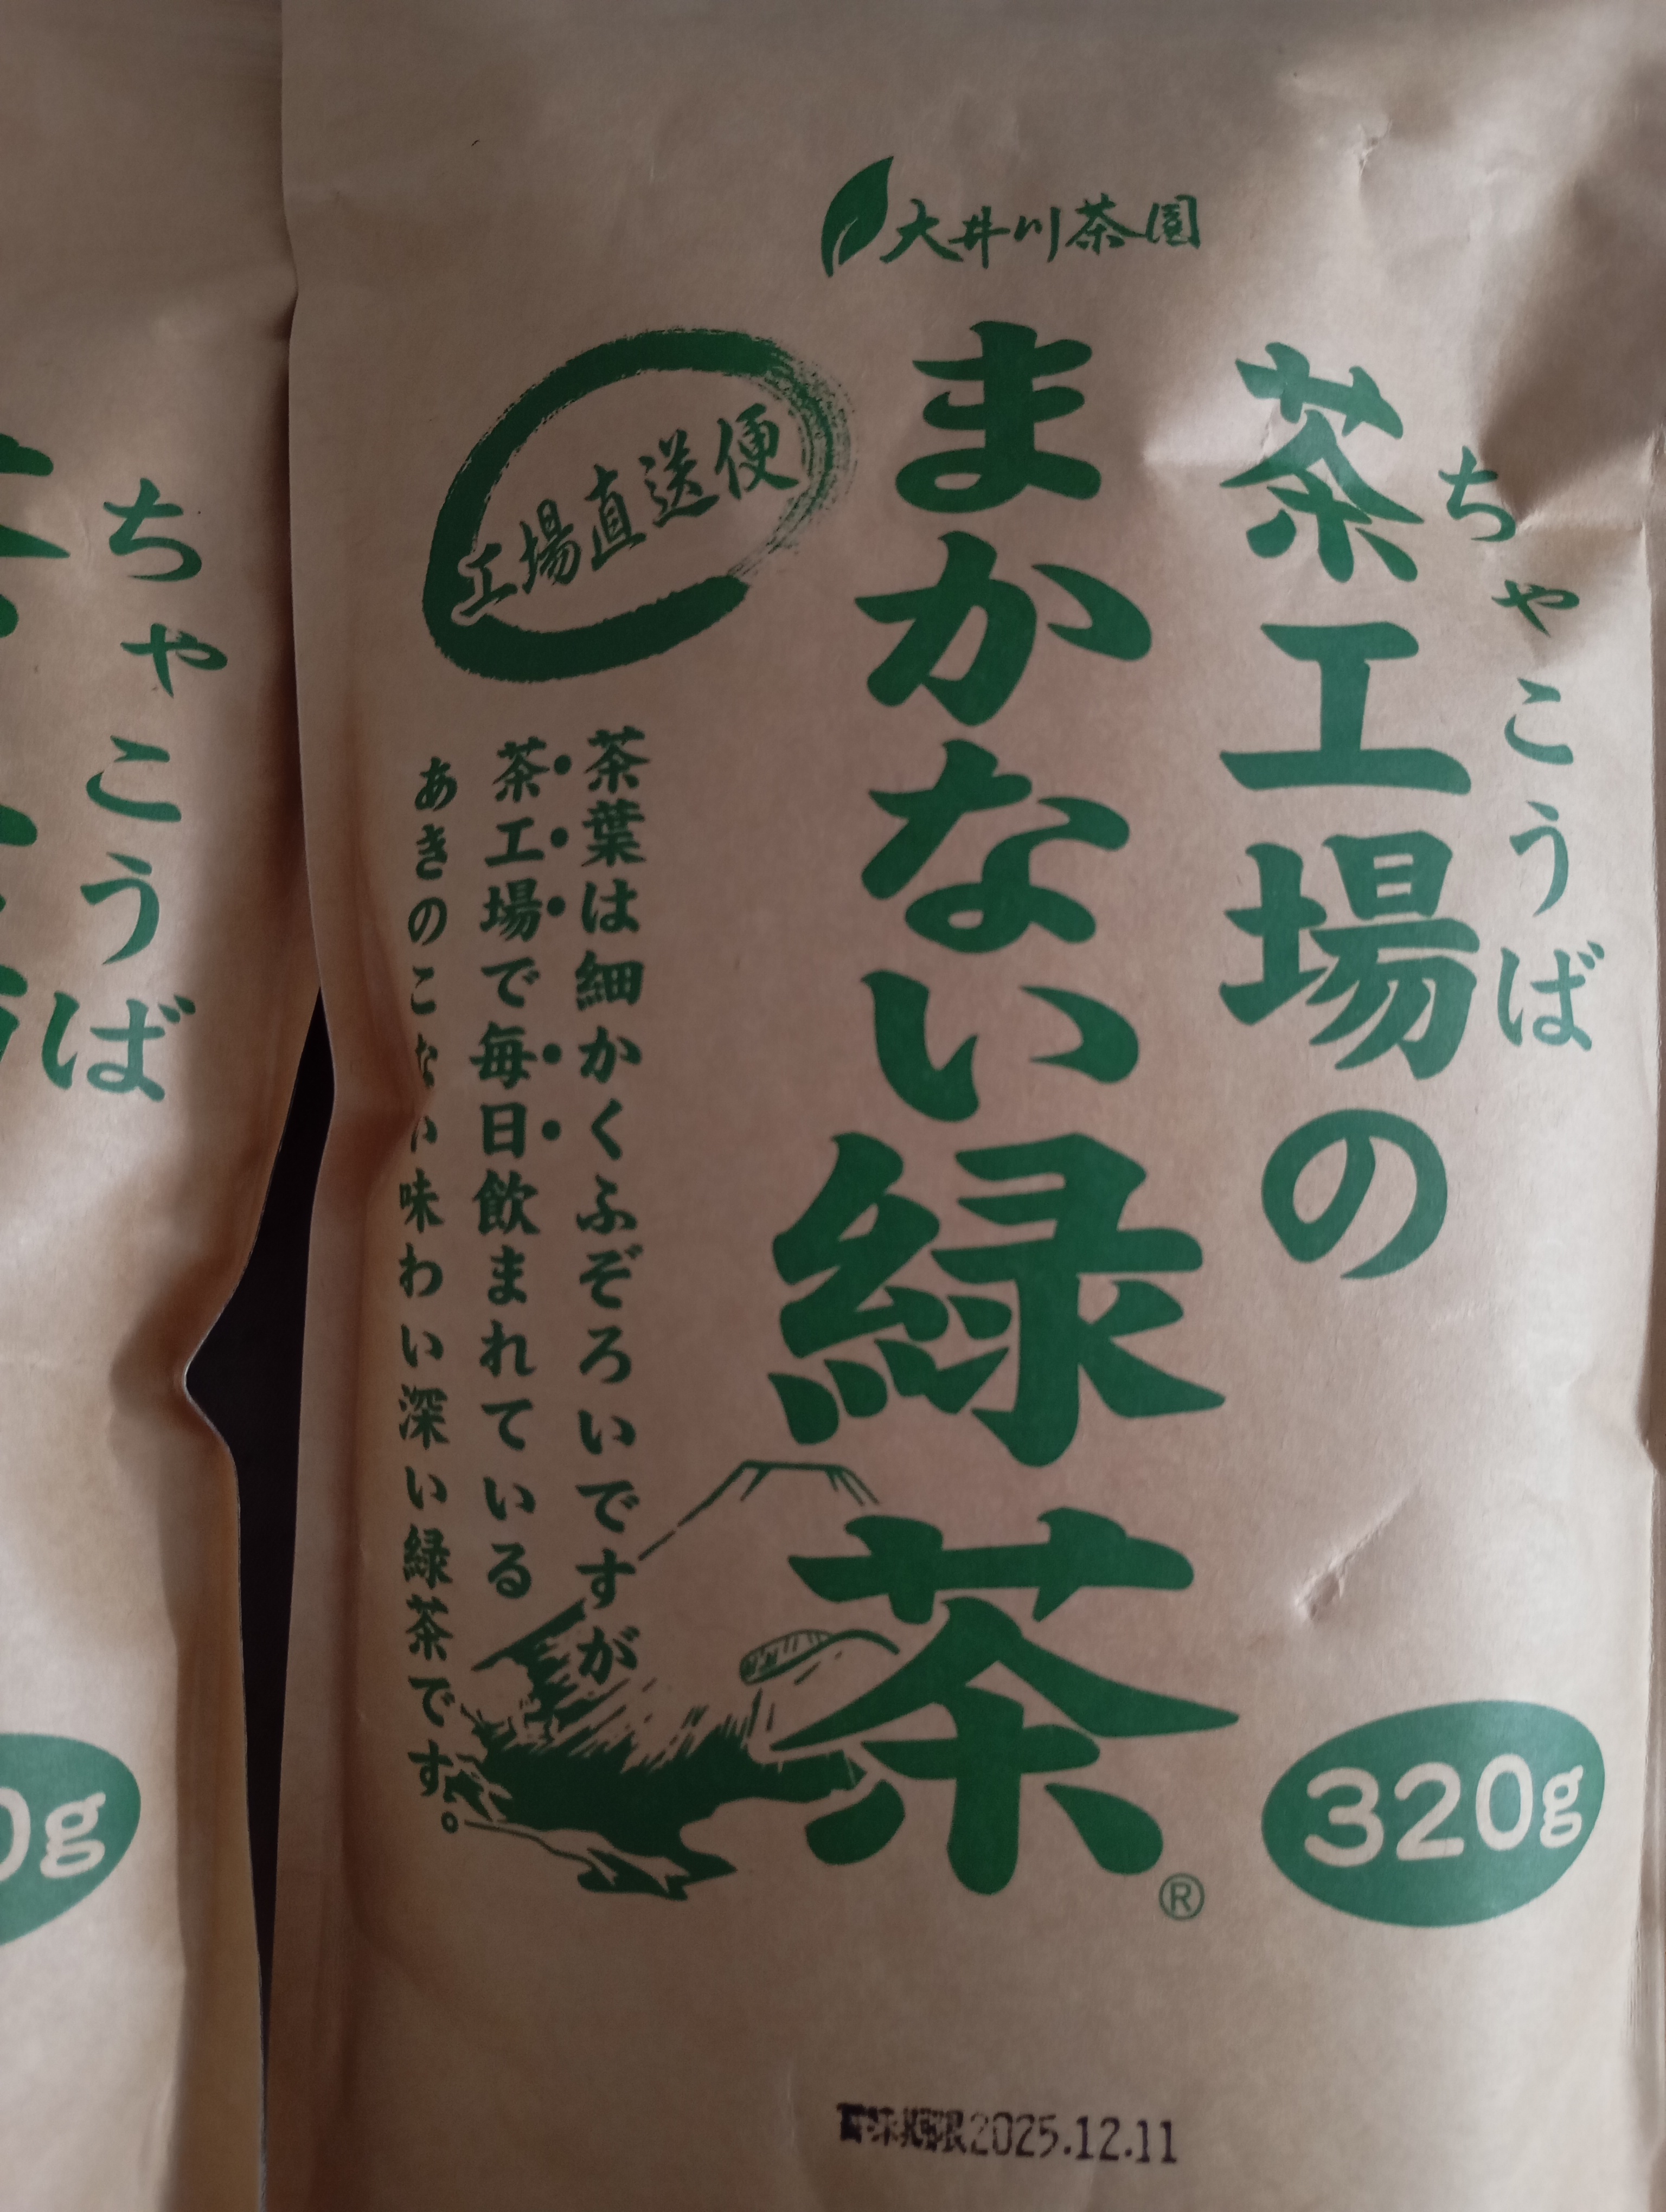 大井川茶園
ちゃこうば
茶工場の
まかない緑茶
®
工場直送便
茶葉は細かくふぞろいですが
茶工場で毎日飲まれている
あきのこない味わい深い緑茶です。
320g
賞味期限2025.12.11
ちゃこうば
0g